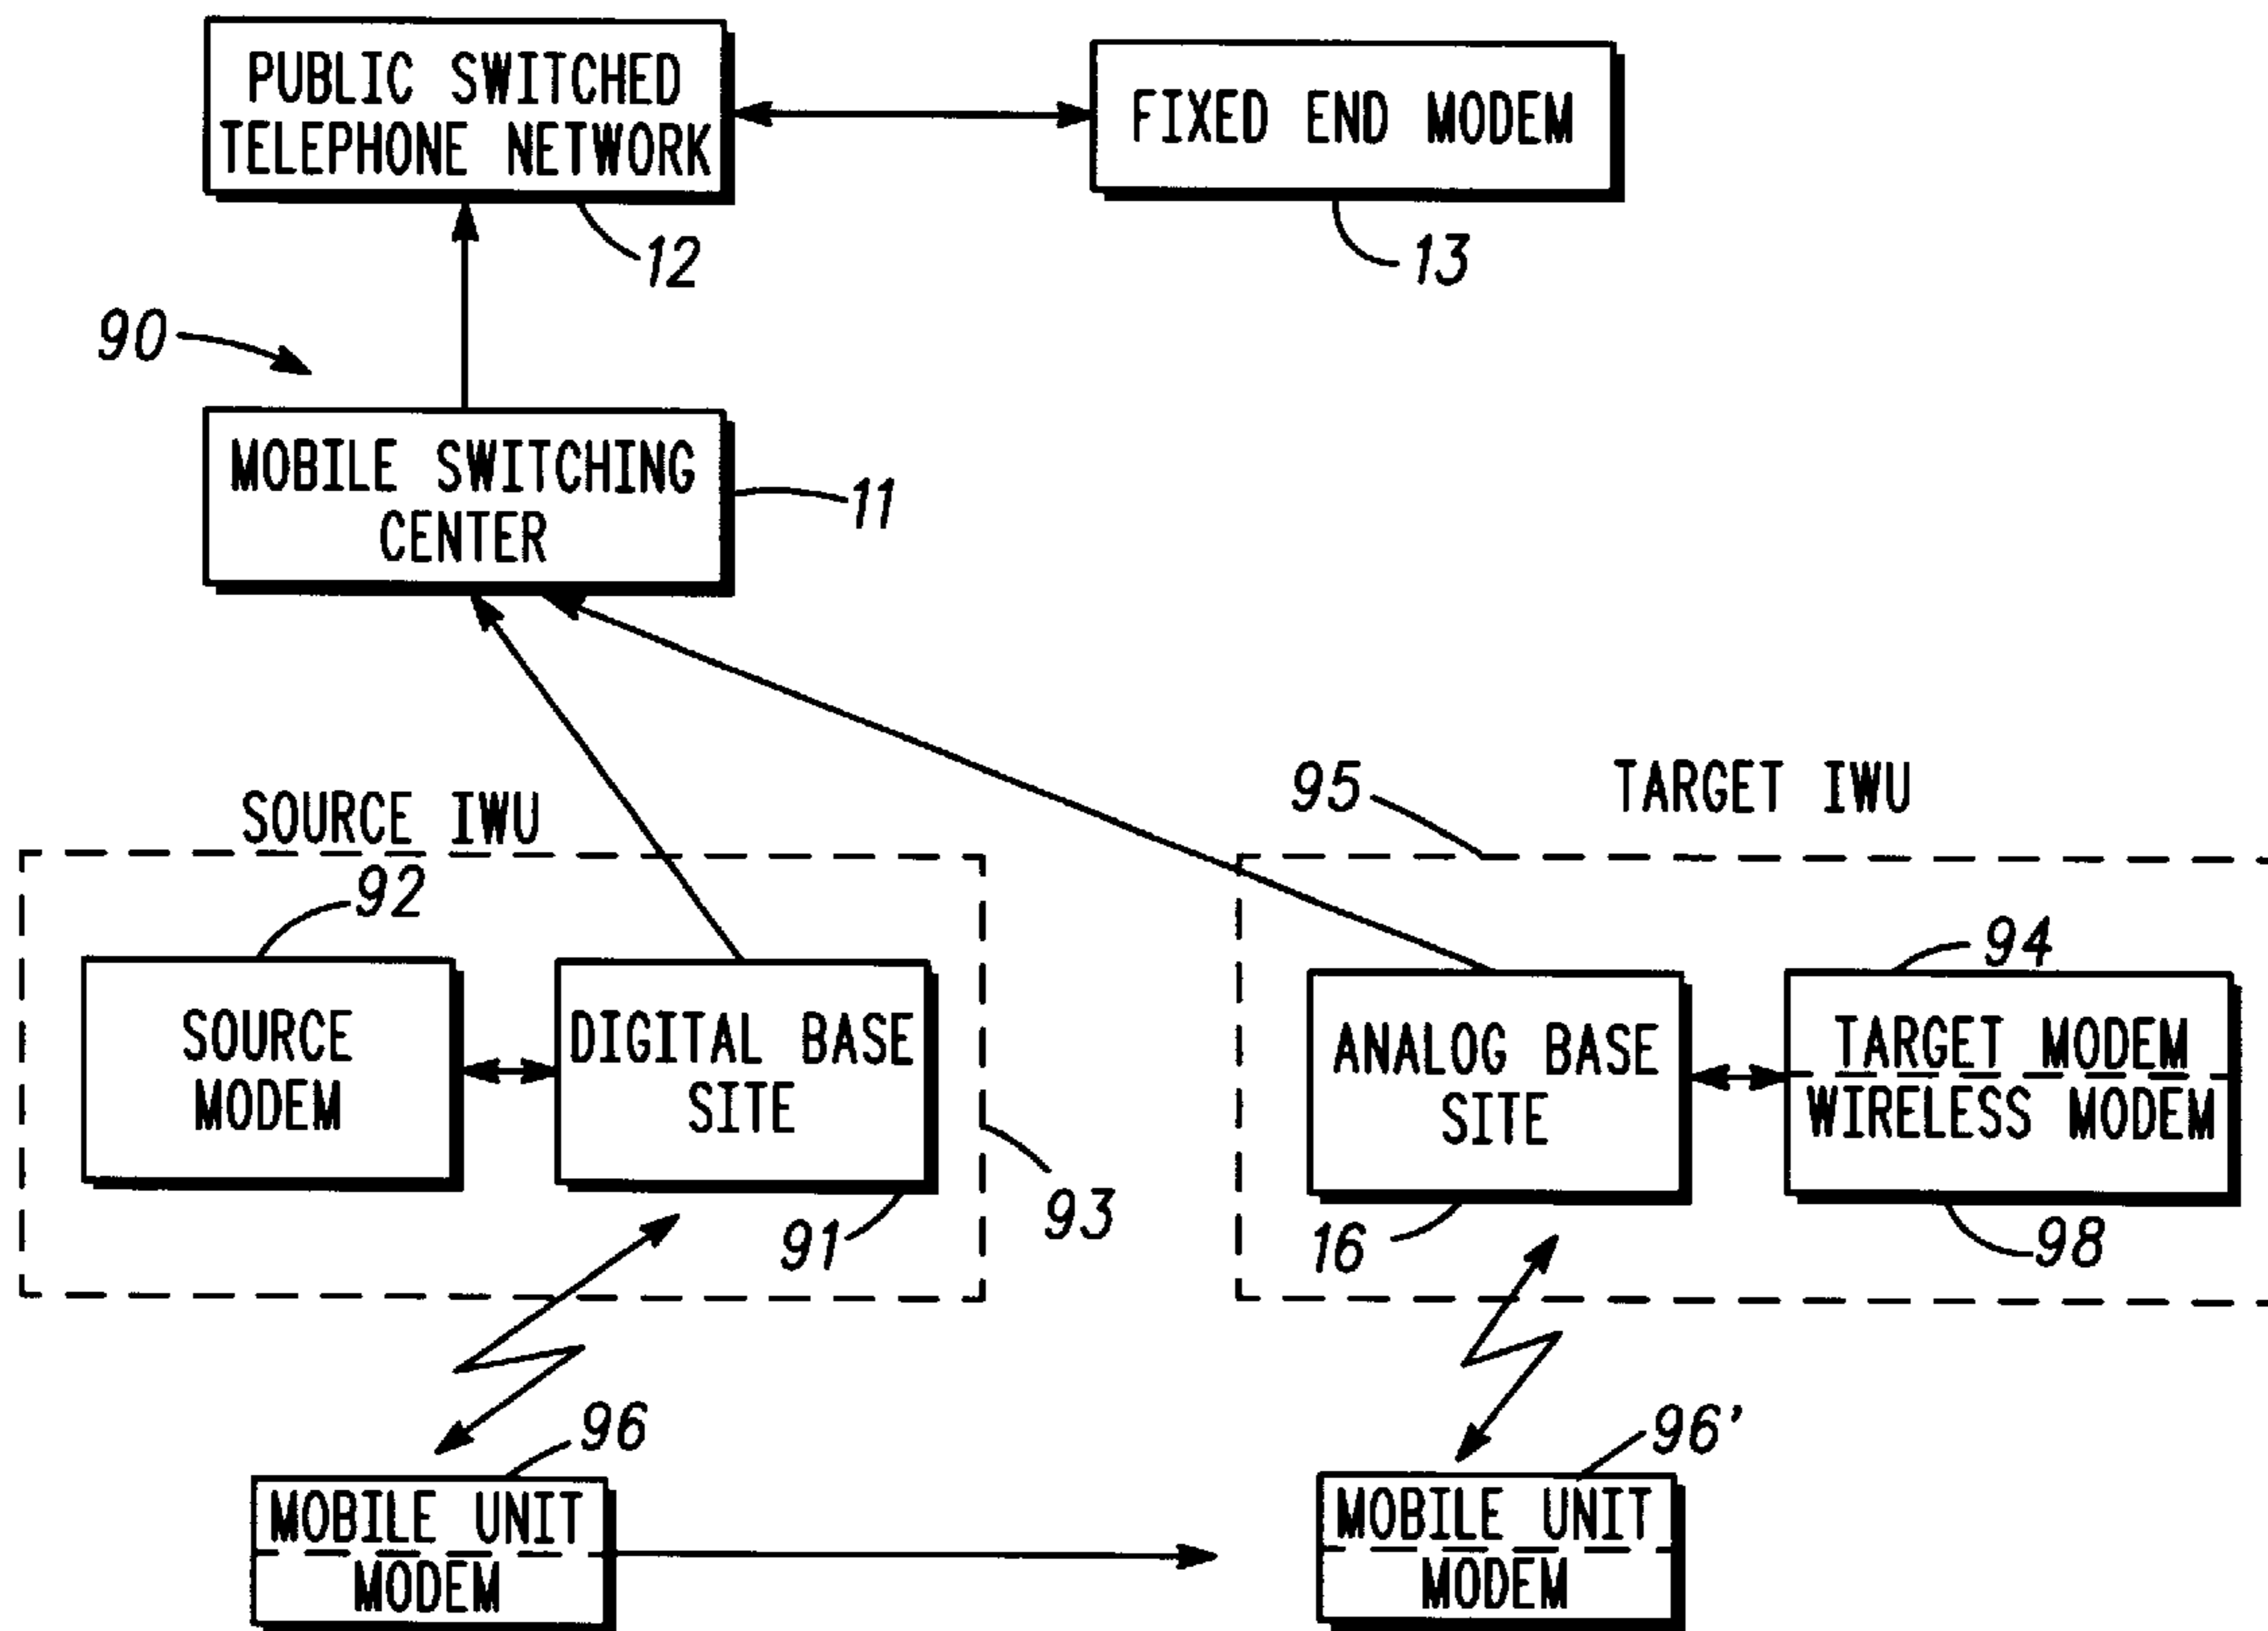 PUBLIC SWITCHED
TELEPHONE NETWORK
12
FIXED END MODEM
13
90
MOBILE SWITCHING
CENTER
11
SOURCE IWU
92
SOURCE
MODEM
DIGITAL BASE
SITE
91
93
95
TARGET IWU
94
ANALOG BASE
SITE
16
TARGET MODEM
WIRELESS MODEM
98
96
MOBILE UNIT
MODEM
96'
MOBILE UNIT
MODEM